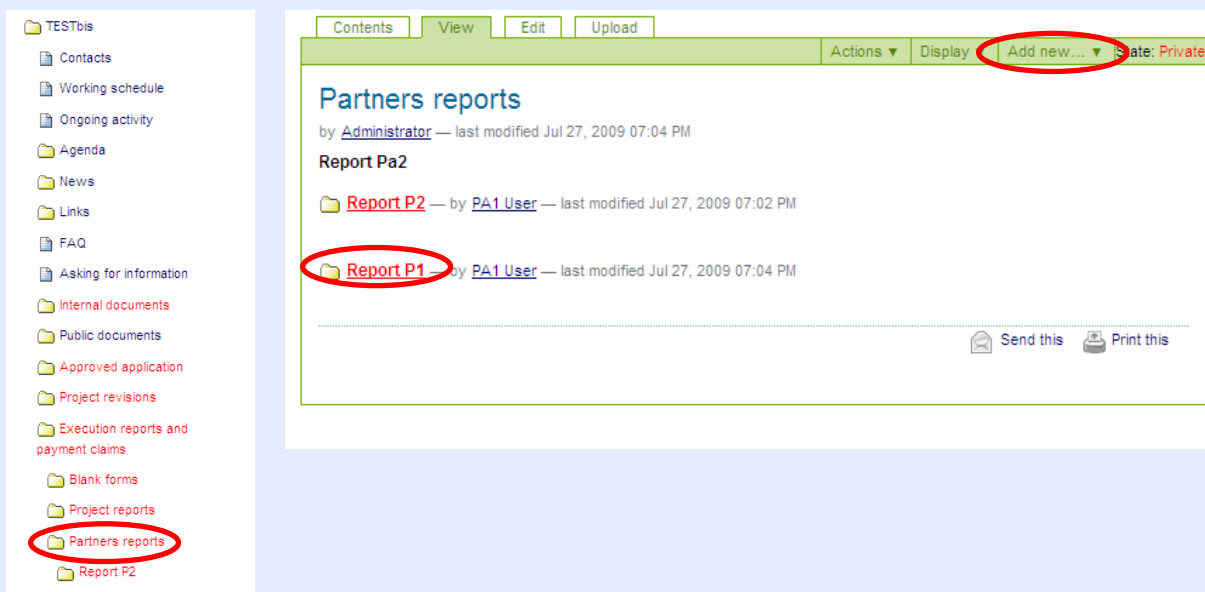 TESTbis
Contacts
Working schedule
Ongoing activity
Agenda
News
Links
FAQ
Asking for information
Internal documents
Public documents
Approved application
Project revisions
Execution reports and
payment claims
Blank forms
Project reports
Partners reports
Report P2
Contents View Edit Upload
Actions ▼ Display Add new... ▼ State: Private
Partners reports
by Administrator — last modified Jul 27, 2009 07:04 PM
Report Pa2
Report P2 — by PA1 User — last modified Jul 27, 2009 07:02 PM
Report P1 — by PA1 User — last modified Jul 27, 2009 07:04 PM
Send this Print this